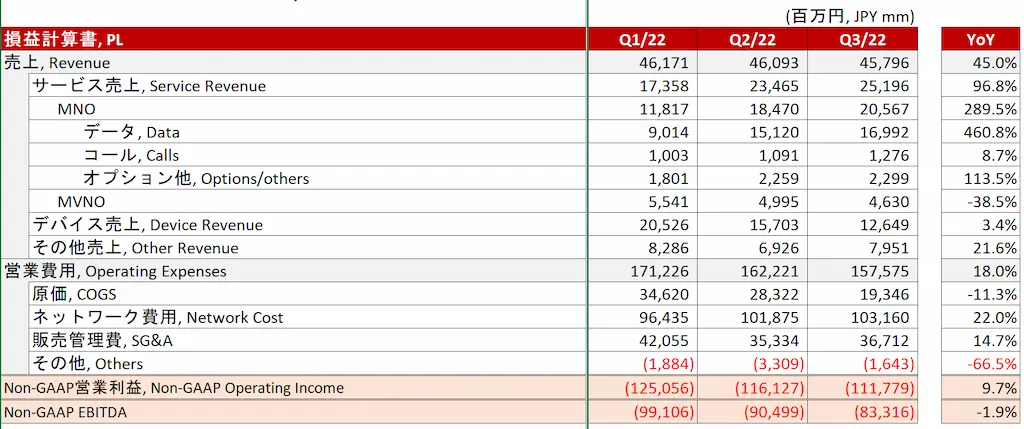 (百万円, JPY mm)
損益計算書, PL Q1/22 Q2/22 Q3/22 YoY
売上, Revenue 46,171 46,093 45,796 45.0%
サービス売上, Service Revenue 17,358 23,465 25,196 96.8%
MNO 11,817 18,470 20,567 289.5%
データ, Data 9,014 15,120 16,992 460.8%
コール, Calls 1,003 1,091 1,276 8.7%
オプション他, Options/others 1,801 2,259 2,299 113.5%
MVNO 5,541 4,995 4,630 -38.5%
デバイス売上, Device Revenue 20,526 15,703 12,649 3.4%
その他売上, Other Revenue 8,286 6,926 7,951 21.6%
営業費用, Operating Expenses 171,226 162,221 157,575 18.0%
原価, COGS 34,620 28,322 19,346 -11.3%
ネットワーク費用, Network Cost 96,435 101,875 103,160 22.0%
販売管理費, SG&A 42,055 35,334 36,712 14.7%
その他, Others (1,884) (3,309) (1,643) -66.5%
Non-GAAP営業利益, Non-GAAP Operating Income (125,056) (116,127) (111,779) 9.7%
Non-GAAP EBITDA (99,106) (90,499) (83,316) -1.9%